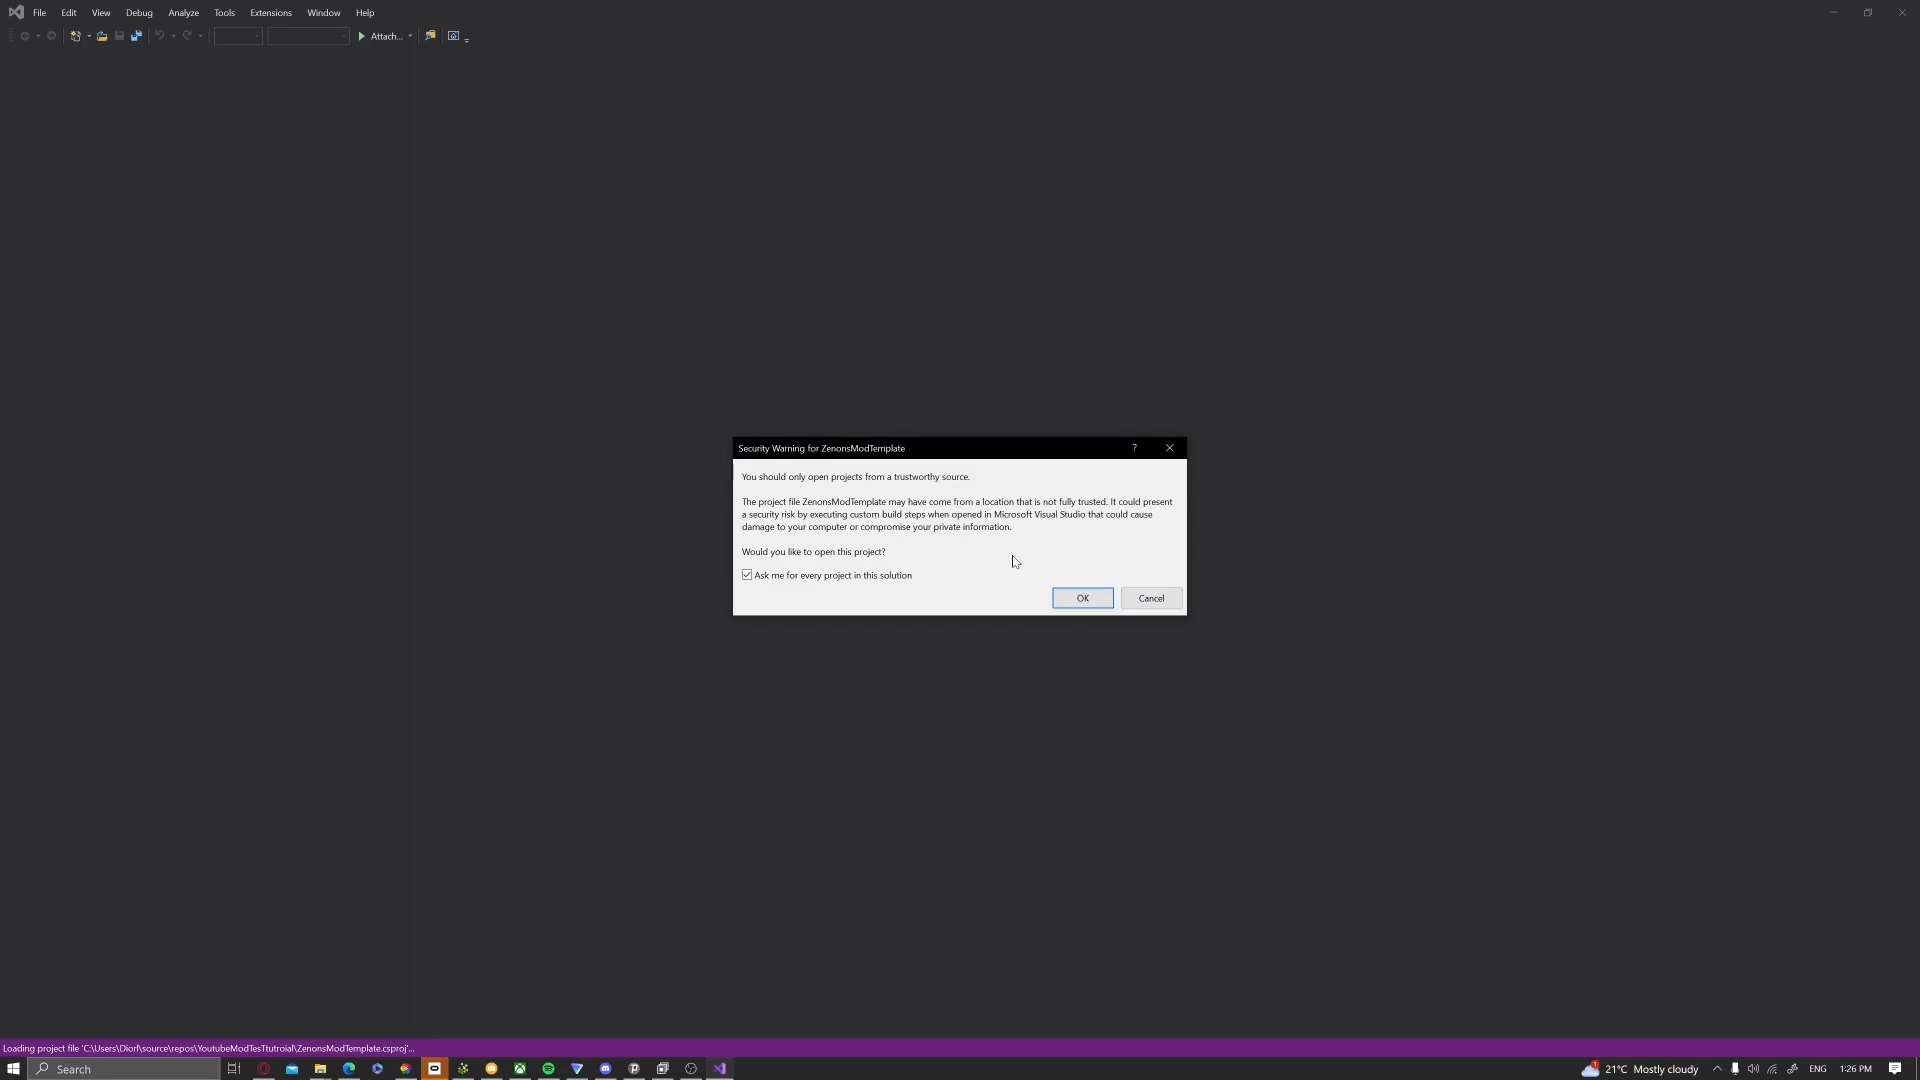 File Edit View Debug Analyze Tools Extensions Window Help
Attach...
Security Warning for ZenonsModTemplate ?
You should only open projects from a trustworthy source.
The project file ZenonsModTemplate may have come from a location that is not fully trusted. It could present
a security risk by executing custom build steps when opened in Microsoft Visual Studio that could cause
damage to your computer or compromise your private information.
Would you like to open this project?
Ask me for every project in this solution
OK Cancel
Loading project file 'C:\Users\Diorl\source\repos\YoutubeModTesTtutroial\ZenonsModTemplate.csproj'...
Search 21°C Mostly cloudy ENG 1:26 PM